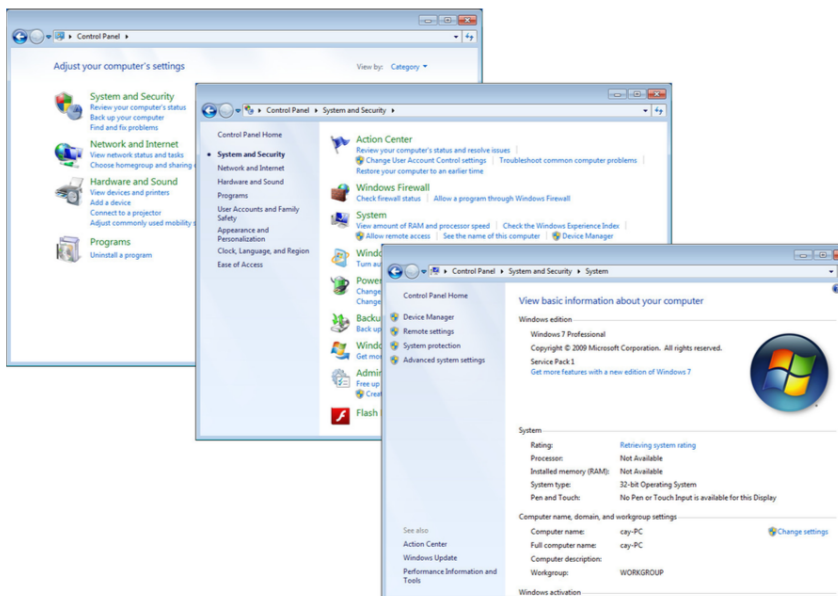 Control Panel
Adjust your computer's settings
View by: Category
System and Security
Review your computer's status
Back up your computer
Find and fix problems
Network and Internet
View network status and tasks
Choose homegroup and sharing
Hardware and Sound
View devices and printers
Add a device
Connect to a projector
Adjust commonly used mobility s
Programs
Uninstall a program
Control Panel System and Security
Control Panel Home
System and Security
Network and Internet
Hardware and Sound
Programs
User Accounts and Family
Safety
Appearance and
Personalization
Clock, Language, and Region
Ease of Access
Action Center
Review your computer's status and resolve issues
Change User Account Control settings Troubleshoot common computer problems
Restore your computer to an earlier time
Windows Firewall
Check firewall status Allow a program through Windows Firewall
System
View amount of RAM and processor speed Check the Windows Experience Index
Allow remote access See the name of this computer Device Manager
Windo
Turn au
Power
Change
Change
Backu
Back up
Windo
Get mo
Admin
Free up
Creat
Flash
Control Panel System and Security System
Control Panel Home
Device Manager
Remote settings
System protection
Advanced system settings
See also
Action Center
Windows Update
Performance Information and
Tools
View basic information about your computer
Windows edition
Windows 7 Professional
Copyright © 2009 Microsoft Corporation. All rights reserved.
Service Pack 1
Get more features with a new edition of Windows 7
System
Rating: Retrieving system rating
Processor: Not Available
Installed memory (RAM): Not Available
System type: 32-bit Operating System
Pen and Touch: No Pen or Touch Input is available for this Display
Computer name, domain, and workgroup settings
Computer name: cay-PC Change settings
Full computer name: cay-PC
Computer description:
Workgroup: WORKGROUP
Windows activation